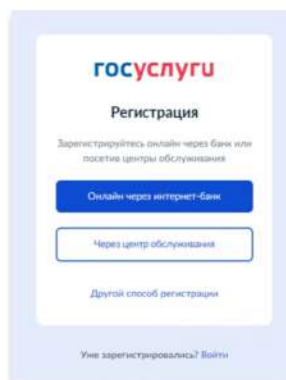 госуслуги
Регистрация
Зарегистрируйтесь онлайн через банк или
посетив центры обслуживания
Онлайн через интернет-банк
Через центр обслуживания
Другой способ регистрации
Уже зарегистрировались? Войти